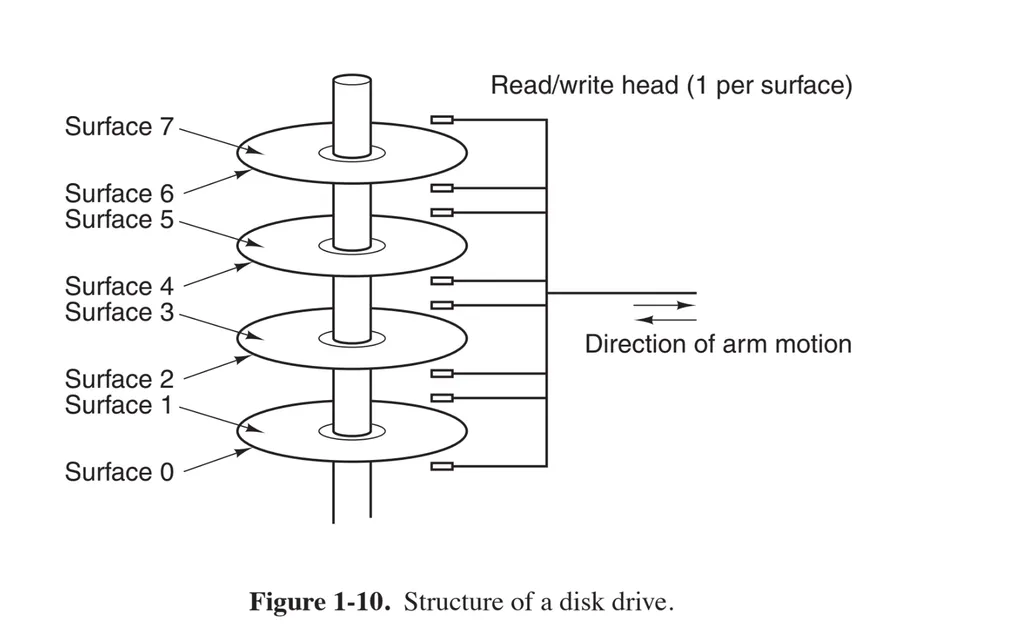 Read/write head (1 per surface)
Surface 7
Surface 6
Surface 5
Surface 4
Surface 3
Direction of arm motion
Surface 2
Surface 1
Surface 0
Figure 1-10. Structure of a disk drive.